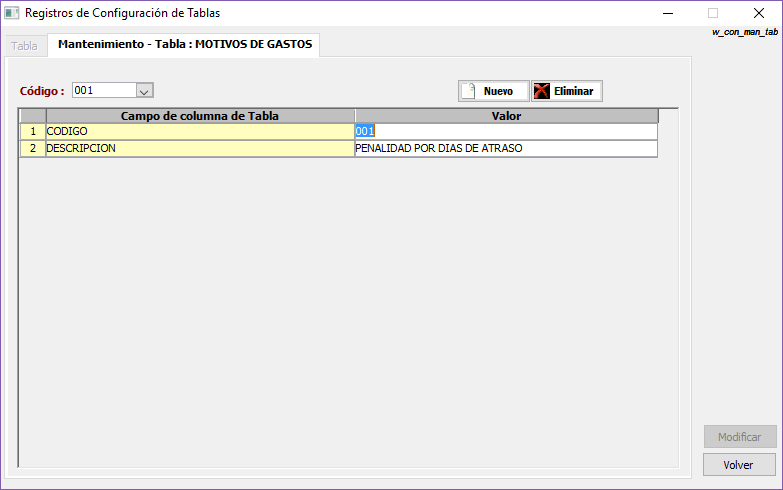 Registros de Configuración de Tablas
w_con_man_tab
Tabla
Mantenimiento - Tabla : MOTIVOS DE GASTOS
Código : 001
Nuevo
Eliminar
Campo de columna de Tabla Valor
1 CODIGO 001
2 DESCRIPCION PENALIDAD POR DIAS DE ATRASO
Modificar
Volver